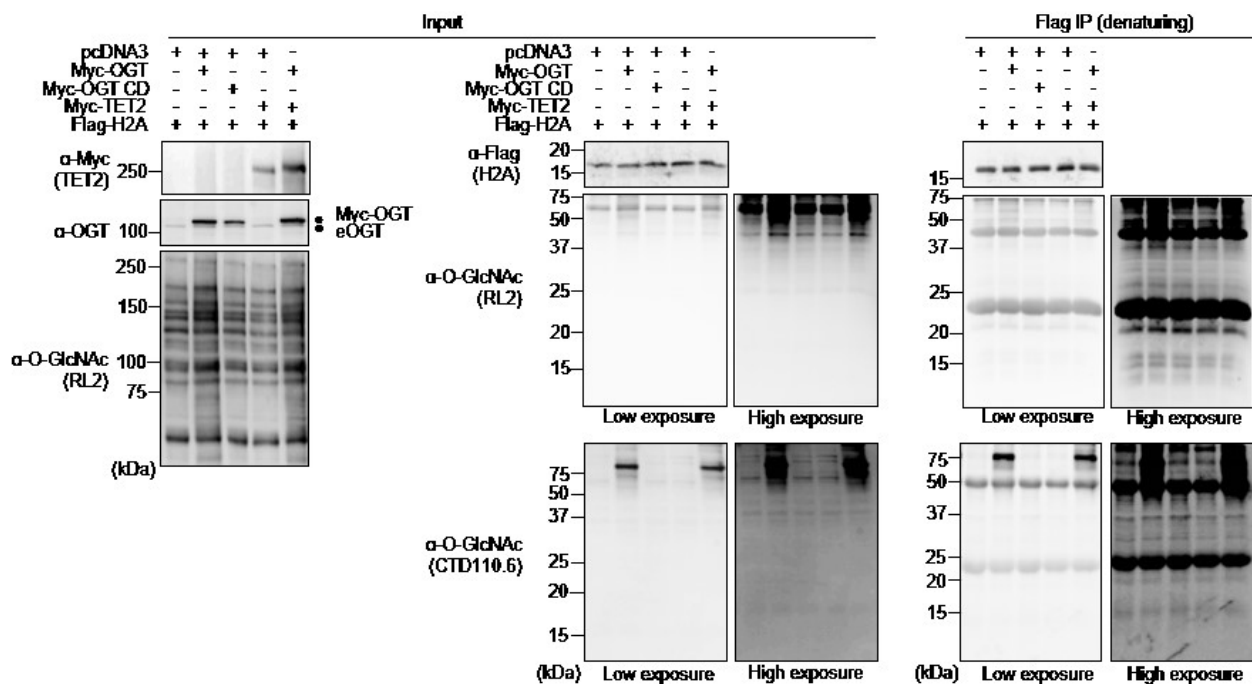 Input
Flag IP (denaturing)
pcDNA3 + + + + -
Myc-OGT - + - - +
Myc-OGT CD - - + - -
Myc-TET2 - - - + +
Flag-H2A + + + + +
α-Myc
(TET2)
250
α-OGT
100
Myc-OGT
eOGT
α-O-GlcNAc
(RL2)
250
150
100
75
(kDa)
pcDNA3 + + + + -
Myc-OGT - + - - +
Myc-OGT CD - - + - -
Myc-TET2 - - - + +
Flag-H2A + + + + +
α-Flag
(H2A)
20
15
α-O-GlcNAc
(RL2)
75
50
37
25
20
15
Low exposure
High exposure
α-O-GlcNAc
(CTD110.6)
75
50
37
25
20
15
(kDa)
Low exposure
High exposure
+ + + + -
- + - - +
- - + - -
- - - + +
+ + + + +
15
75
50
37
25
20
15
Low exposure
High exposure
75
50
37
25
20
15
(kDa)
Low exposure
High exposure